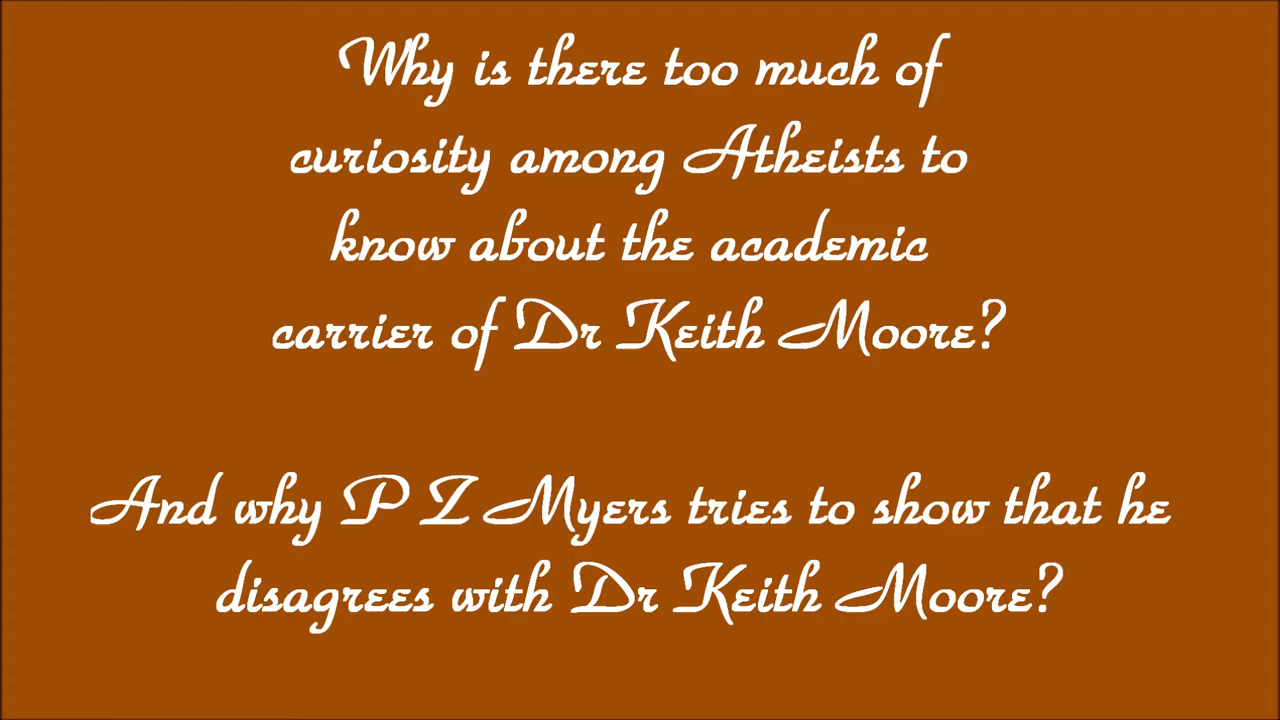 Why is there too much of
curiosity among Atheists to
know about the academic
carrier of Dr Keith Moore?
And why P Z Myers tries to show that he
disagrees with Dr Keith Moore?